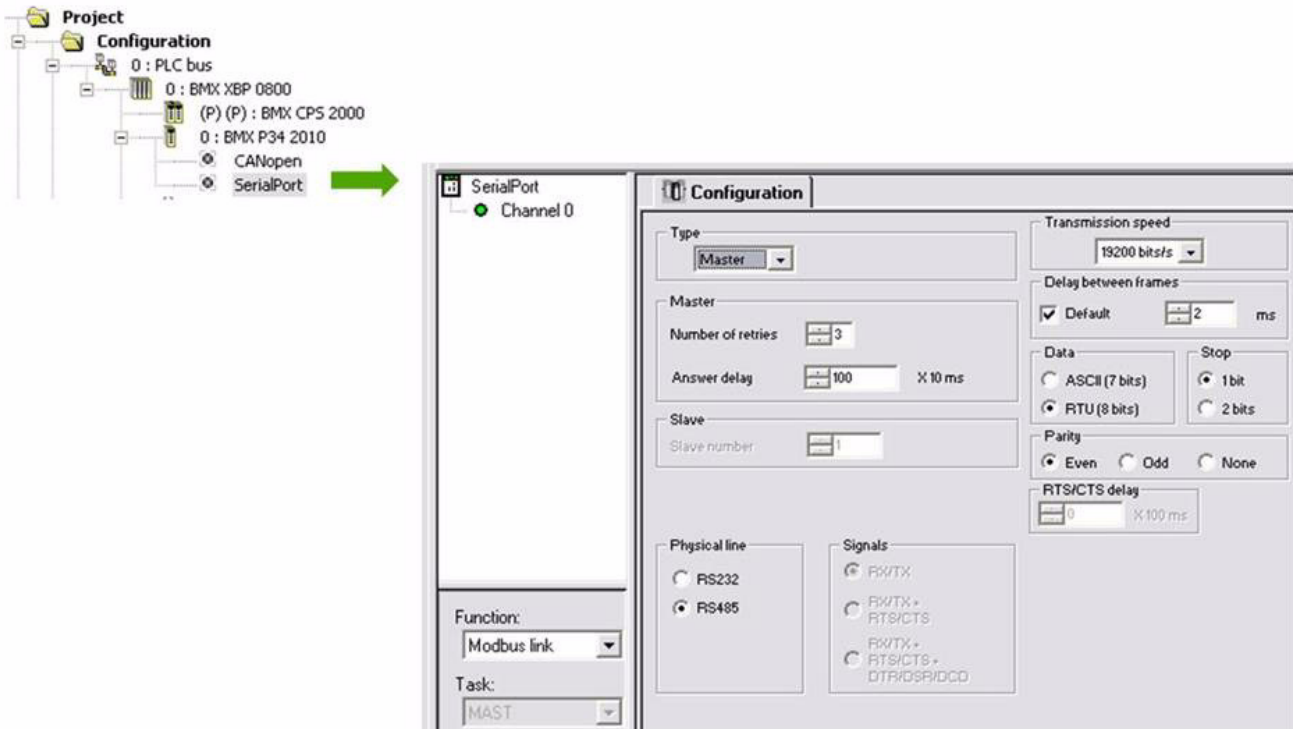 Project
Configuration
0 : PLC bus
0 : BMX XBP 0800
(P) (P) : BMX CPS 2000
0 : BMX P34 2010
CANopen
SerialPort
SerialPort
Channel 0
Configuration
Type
Master
Master
Number of retries 3
Answer delay 100 X 10 ms
Slave
Slave number 1
Transmission speed
19200 bits/s
Delay between frames
Default 2 ms
Data
ASCII (7 bits)
RTU (8 bits)
Stop
1 bit
2 bits
Parity
Even Odd None
RTS/CTS delay
0 X 100 ms
Physical line
RS232
RS485
Signals
RX/TX
RX/TX +
RTS/CTS
RX/TX +
RTS/CTS +
DTR/DSR/DCD
Function:
Modbus link
Task:
MAST